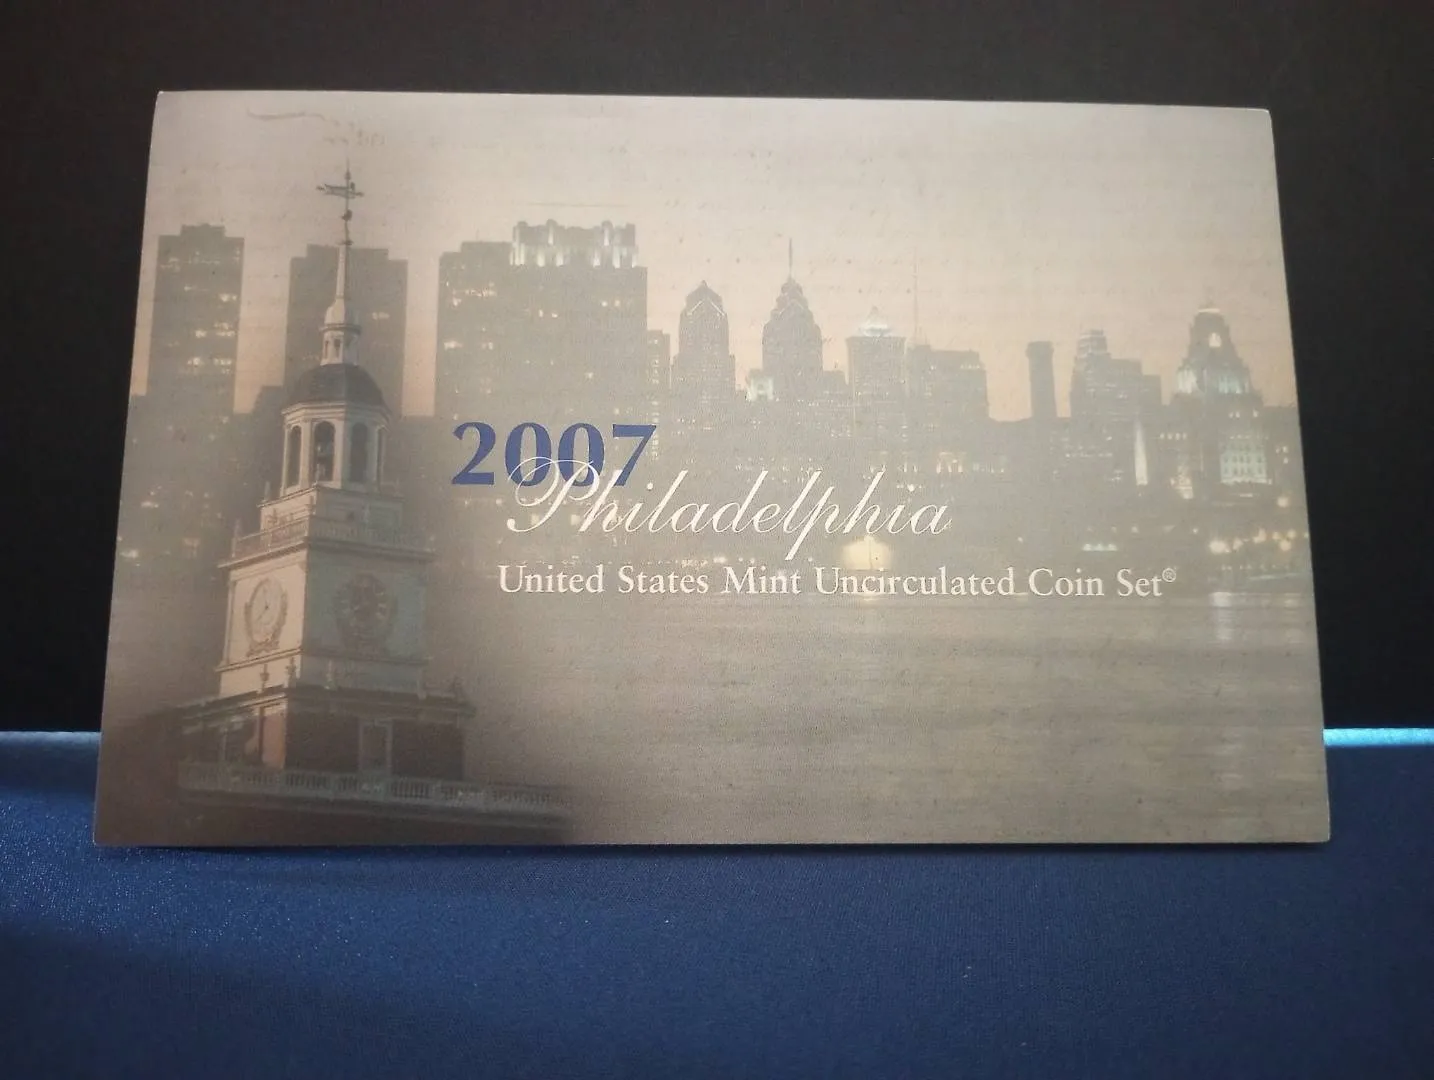 2007
Philadelphia
United States Mint Uncirculated Coin Set®